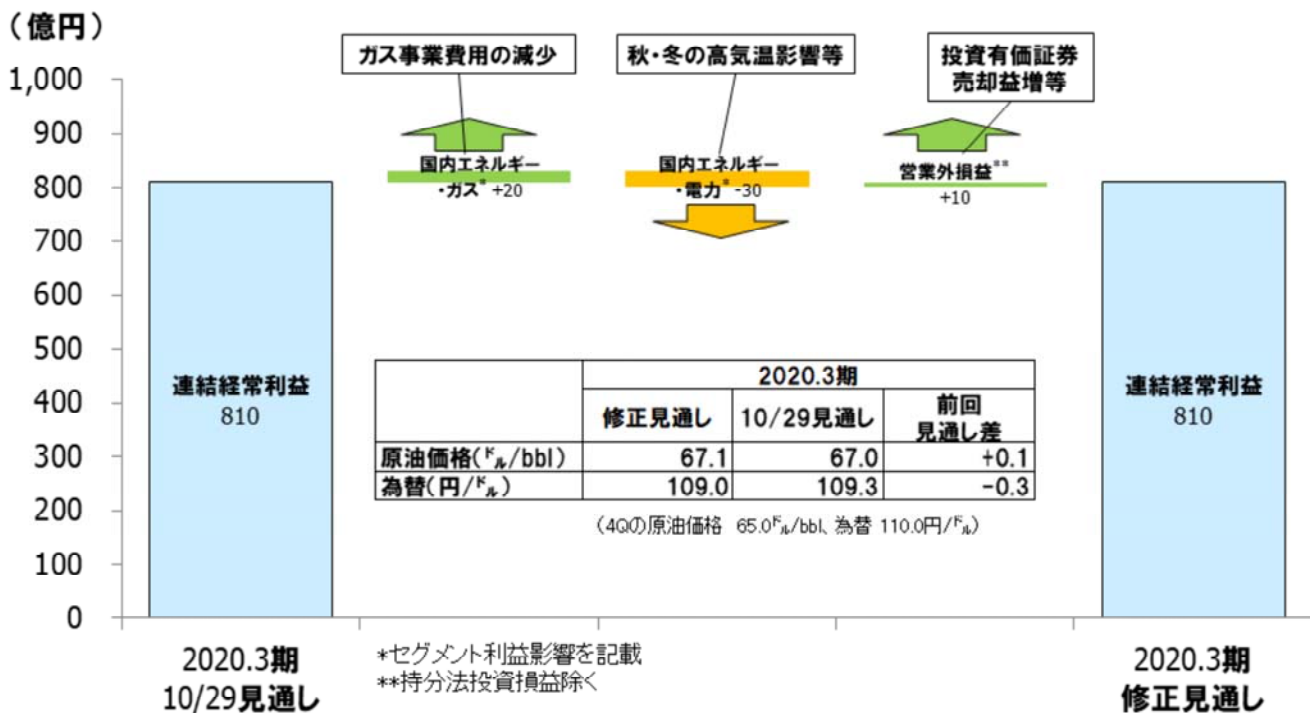 （億円）
1,000
900
800
700
600
500
400
300
200
100
0
ガス事業費用の減少
秋・冬の高気温影響等
投資有価証券
売却益増等
国内エネルギー
・ガス* +20
国内エネルギー
・電力* -30
営業外損益**
+10
連結経常利益
810
連結経常利益
810
2020.3期
修正見通し 10/29見通し 前回
見通し差
原油価格(ﾄﾞﾙ/bbl) 67.1 67.0 +0.1
為替(円/ﾄﾞﾙ) 109.0 109.3 -0.3
（4Qの原油価格 65.0ﾄﾞﾙ/bbl、為替 110.0円/ﾄﾞﾙ）
2020.3期
10/29見通し
*セグメント利益影響を記載
**持分法投資損益除く
2020.3期
修正見通し